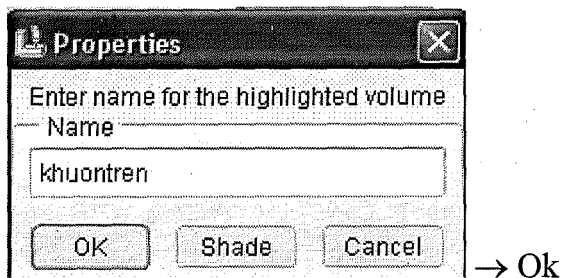 Properties
Enter name for the highlighted volume
Name
khuontren
OK Shade Cancel
→ Ok